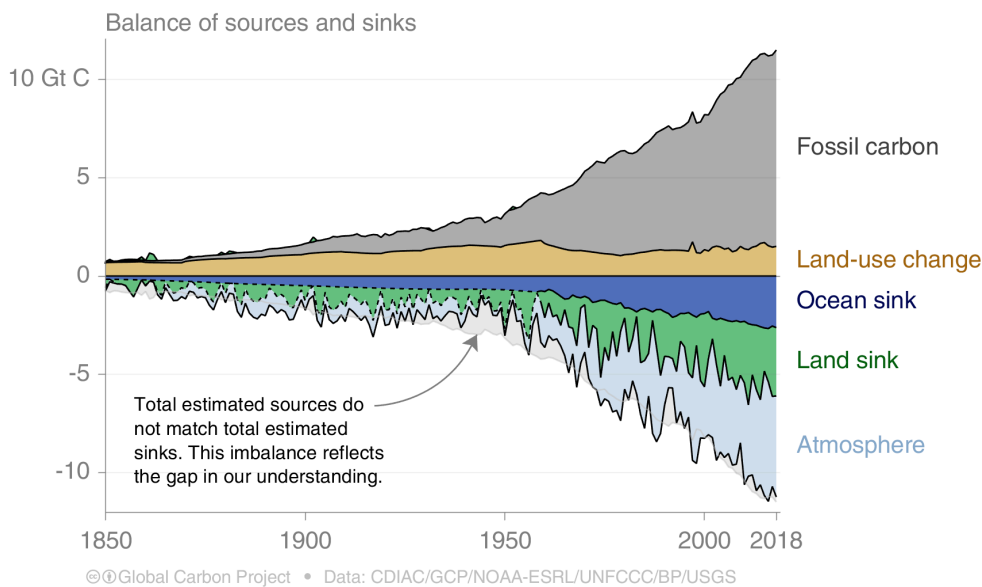 Balance of sources and sinks
10 Gt C
5
0
-5
-10
Fossil carbon
Land-use change
Ocean sink
Land sink
Atmosphere
Total estimated sources do
not match total estimated
sinks. This imbalance reflects
the gap in our understanding.
1850
1900
1950
2000
2018
Global Carbon Project • Data: CDIAC/GCP/NOAA-ESRL/UNFCCC/BP/USGS